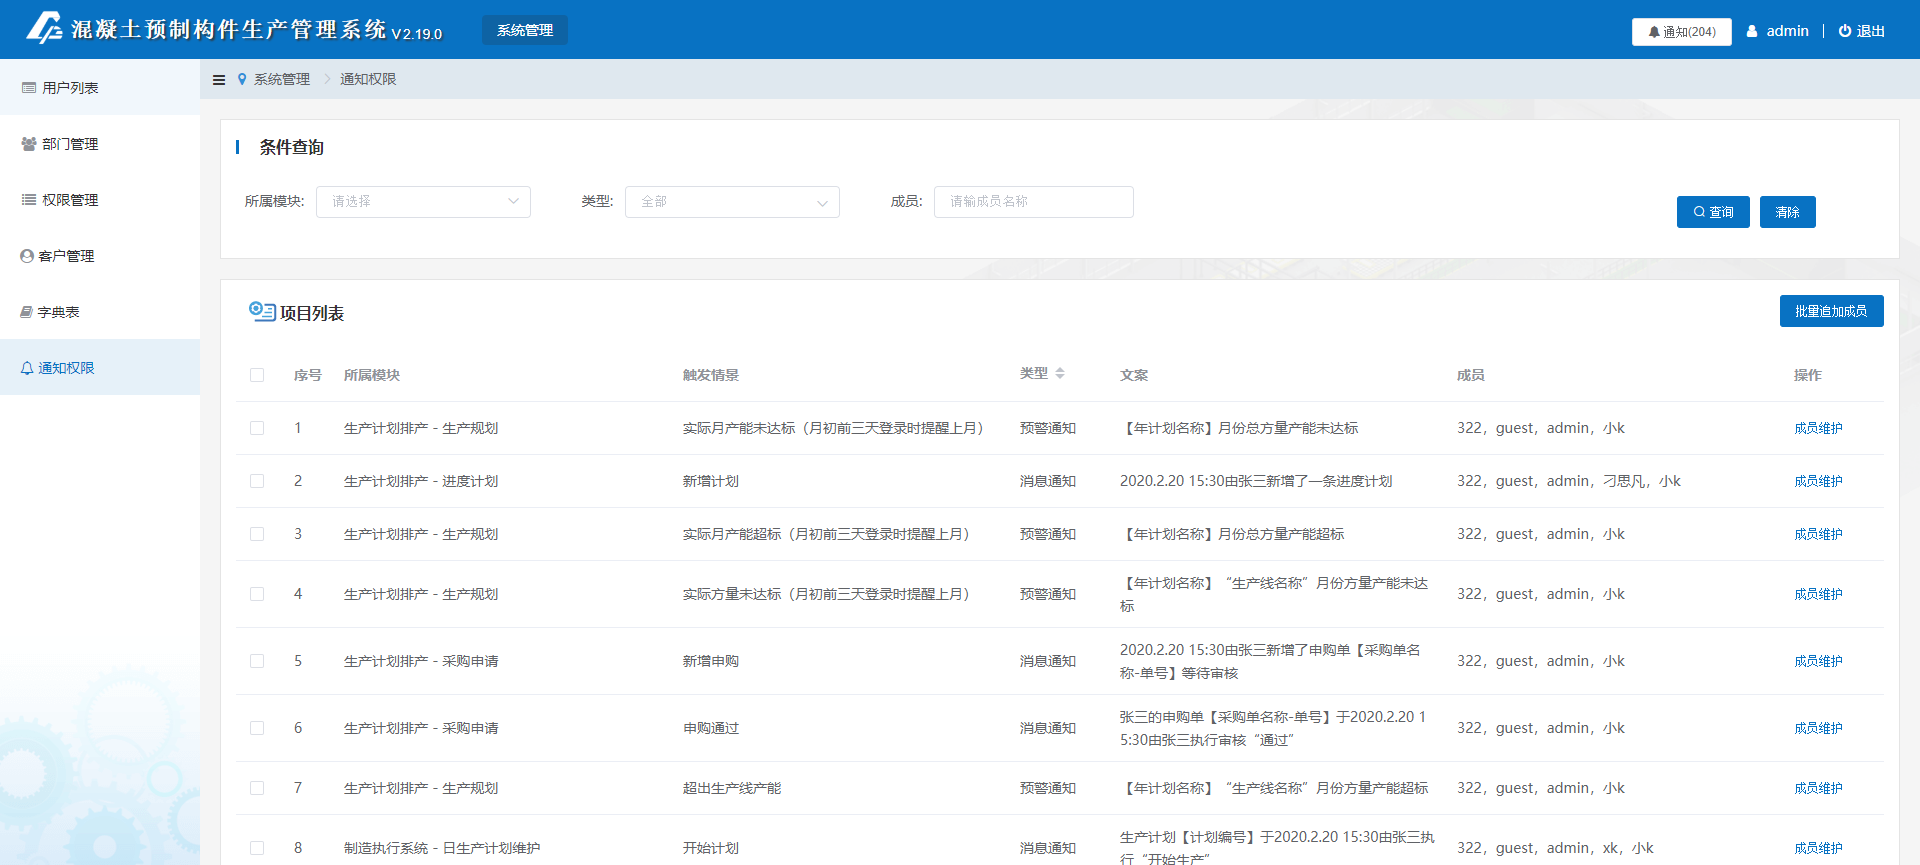 混凝土预制构件生产管理系统 V 2.19.0
系统管理
通知(204)
admin
退出
用户列表
部门管理
权限管理
客户管理
字典表
通知权限
系统管理 > 通知权限
条件查询
所属模块: 请选择 类型: 全部 成员: 请输成员名称
查询 清除
项目列表
批量追加成员
序号 所属模块 触发情景 类型 文案 成员 操作
1 生产计划排产 - 生产规划 实际月产能未达标（月初前三天登录时提醒上月） 预警通知 【年计划名称】月份总方量产能未达标 322，guest，admin，小k 成员维护
2 生产计划排产 - 进度计划 新增计划 消息通知 2020.2.20 15:30由张三新增了一条进度计划 322，guest，admin，刁思凡，小k 成员维护
3 生产计划排产 - 生产规划 实际月产能超标（月初前三天登录时提醒上月） 预警通知 【年计划名称】月份总方量产能超标 322，guest，admin，小k 成员维护
4 生产计划排产 - 生产规划 实际方量未达标（月初前三天登录时提醒上月） 预警通知 【年计划名称】“生产线名称”月份方量产能未达
标 322，guest，admin，小k 成员维护
5 生产计划排产 - 采购申请 新增申购 消息通知 2020.2.20 15:30由张三新增了申购单【采购单名
称-单号】等待审核 322，guest，admin，小k 成员维护
6 生产计划排产 - 采购申请 申购通过 消息通知 张三的申购单【采购单名称-单号】于2020.2.20 1
5:30由张三执行审核“通过” 322，guest，admin，小k 成员维护
7 生产计划排产 - 生产规划 超出生产线产能 预警通知 【年计划名称】“生产线名称”月份方量产能超标 322，guest，admin，小k 成员维护
8 制造执行系统 - 日生产计划维护 开始计划 消息通知 生产计划【计划编号】于2020.2.20 15:30由张三执
行“开始生产” 322，guest，admin，xk，小k 成员维护